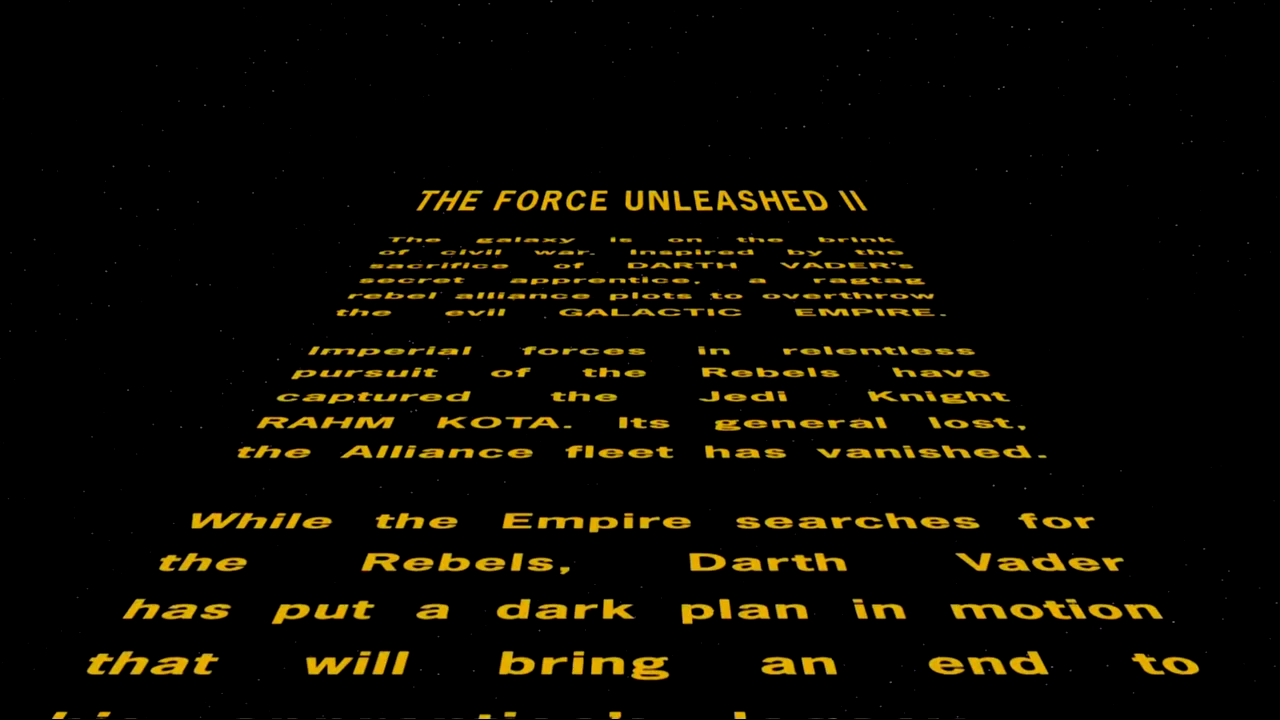 THE FORCE UNLEASHED II
The galaxy is on the brink
of civil war. Inspired by the
sacrifice of DARTH VADER's
secret apprentice, a ragtag
rebel alliance plots to overthrow
the evil GALACTIC EMPIRE.
Imperial forces in relentless
pursuit of the Rebels have
captured the Jedi Knight
RAHM KOTA. Its general lost,
the Alliance fleet has vanished.
While the Empire searches for
the Rebels, Darth Vader
has put a dark plan in motion
that will bring an end to